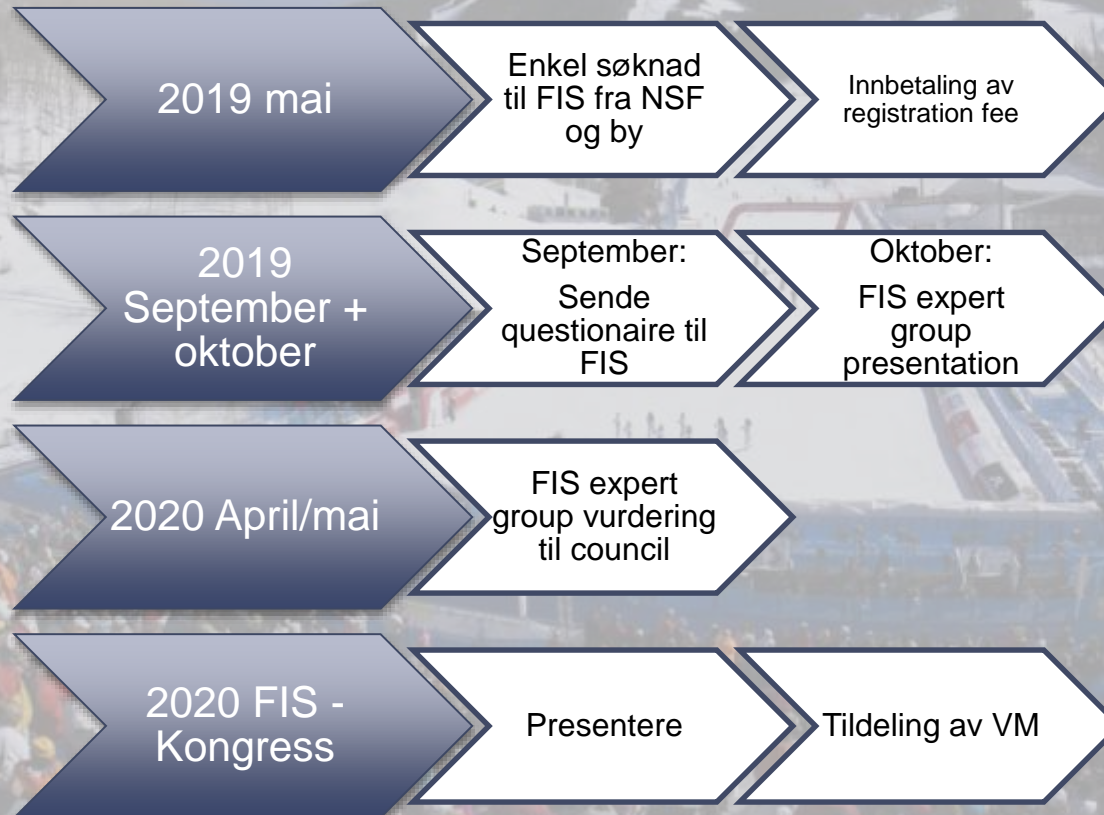 2019 mai
Enkel søknad
til FIS fra NSF
og by
Innbetaling av
registration fee
2019
September +
oktober
September:
Sende
questionaire til
FIS
Oktober:
FIS expert
group
presentation
2020 April/mai
FIS expert
group vurdering
til council
2020 FIS -
Kongress
Presentere
Tildeling av VM